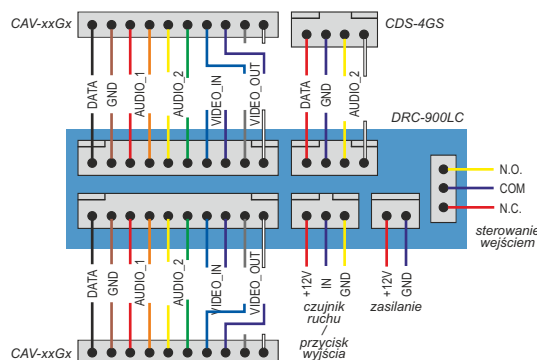 CAV-xxGx
CDS-4GS
DATA
GND
AUDIO_1
AUDIO_2
VIDEO_IN
VIDEO_OUT
DATA
GND
AUDIO_2
DRC-900LC
N.O.
COM
N.C.
sterowanie
wejściem
DATA
GND
AUDIO_1
AUDIO_2
VIDEO_IN
VIDEO_OUT
+12V
IN
GND
+12V
GND
czujnik
ruchu
/
przycisk
wyjścia
zasilanie
CAV-xxGx